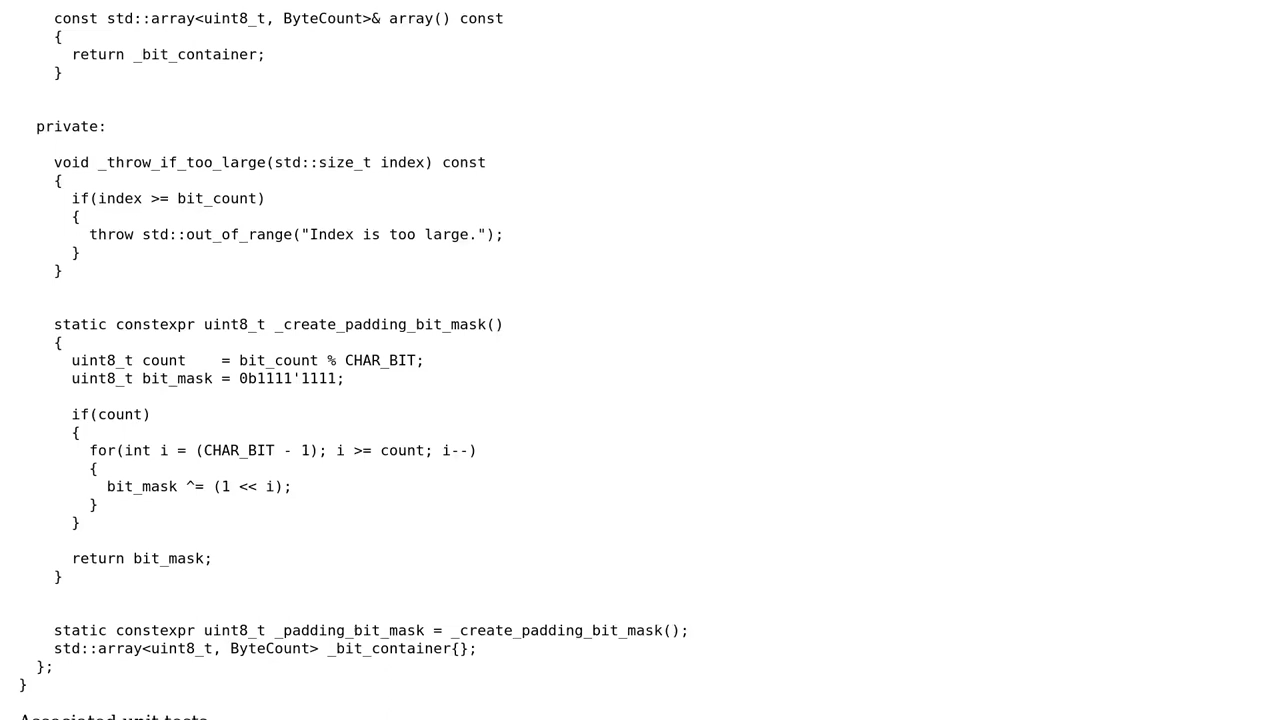 const std::array<uint8_t, ByteCount>& array() const
{
return _bit_container;
}
private:
void _throw_if_too_large(std::size_t index) const
{
if(index >= bit_count)
{
throw std::out_of_range("Index is too large.");
}
}
static constexpr uint8_t _create_padding_bit_mask()
{
uint8_t count    = bit_count % CHAR_BIT;
uint8_t bit_mask = 0b1111'1111;
if(count)
{
for(int i = (CHAR_BIT - 1); i >= count; i--)
{
bit_mask ^= (1 << i);
}
}
return bit_mask;
}
static constexpr uint8_t _padding_bit_mask = _create_padding_bit_mask();
std::array<uint8_t, ByteCount> _bit_container{};
};
}
Associated unit tests